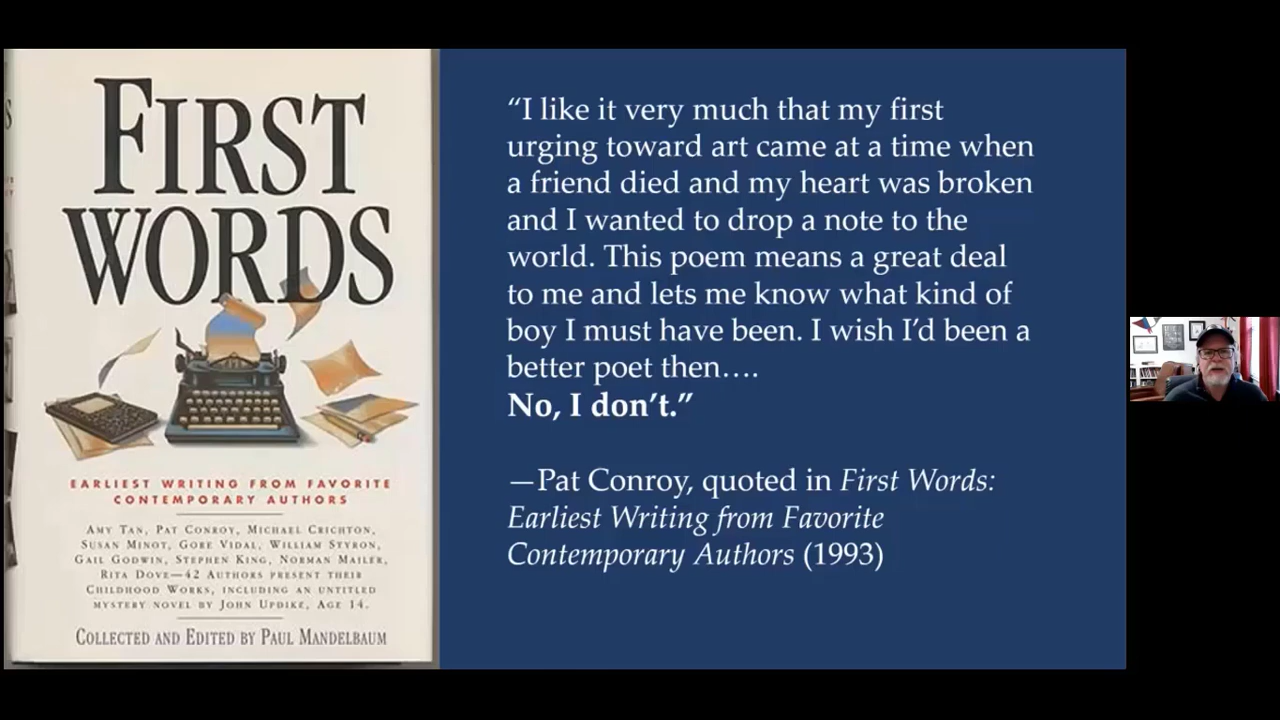 FIRST
WORDS
EARLIEST WRITING FROM FAVORITE
CONTEMPORARY AUTHORS
AMY TAN, PAT CONROY, MICHAEL CRICHTON,
SUSAN MINOT, GORE VIDAL, WILLIAM STYRON,
GAIL GODWIN, STEPHEN KING, NORMAN MAILER,
RITA DOVE—42 AUTHORS PRESENT THEIR
CHILDHOOD WORKS, INCLUDING AN UNTITLED
MYSTERY NOVEL BY JOHN UPDIKE, AGE 14.
COLLECTED AND EDITED BY PAUL MANDELBAUM
“I like it very much that my first
urging toward art came at a time when
a friend died and my heart was broken
and I wanted to drop a note to the
world. This poem means a great deal
to me and lets me know what kind of
boy I must have been. I wish I’d been a
better poet then….
No, I don’t.”
—Pat Conroy, quoted in First Words:
Earliest Writing from Favorite
Contemporary Authors (1993)